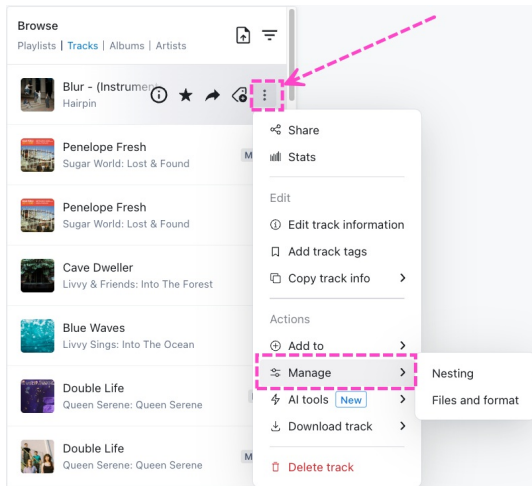 Browse
Playlists | Tracks | Albums | Artists
Blur - (Instrument
Hairpin
Penelope Fresh
Sugar World: Lost & Found
M
Penelope Fresh
Sugar World: Lost & Found
Cave Dweller
Livvy & Friends: Into The Forest
Blue Waves
Livvy Sings: Into The Ocean
Double Life
Queen Serene: Queen Serene
Double Life
Queen Serene: Queen Serene
M
Share
Stats
Edit
Edit track information
Add track tags
Copy track info
Actions
Add to
Manage
AI tools New
Download track
Delete track
Nesting
Files and format